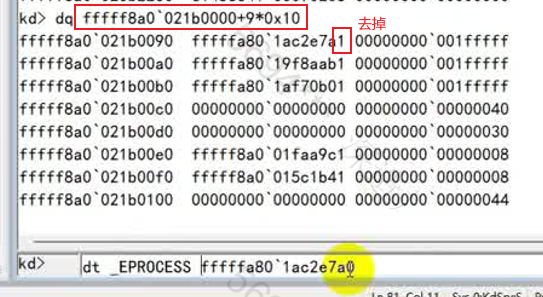 kd> dq fffff8a0`021b0000+9*0x10
去掉
fffff8a0`021b0090 fffffa80`1ac2e7a1 00000000`001fffff
fffff8a0`021b00a0 fffffa80`19f8aab1 00000000`001fffff
fffff8a0`021b00b0 fffffa80`1af70b01 00000000`001fffff
fffff8a0`021b00c0 00000000`00000000 00000000`00000040
fffff8a0`021b00d0 00000000`00000000 00000000`00000030
fffff8a0`021b00e0 fffff8a0`01faa9c1 00000000`00000008
fffff8a0`021b00f0 fffff8a0`015c1b41 00000000`00000008
fffff8a0`021b0100 00000000`00000000 00000000`00000044
kd> dt _EPROCESS fffffa80`1ac2e7a0